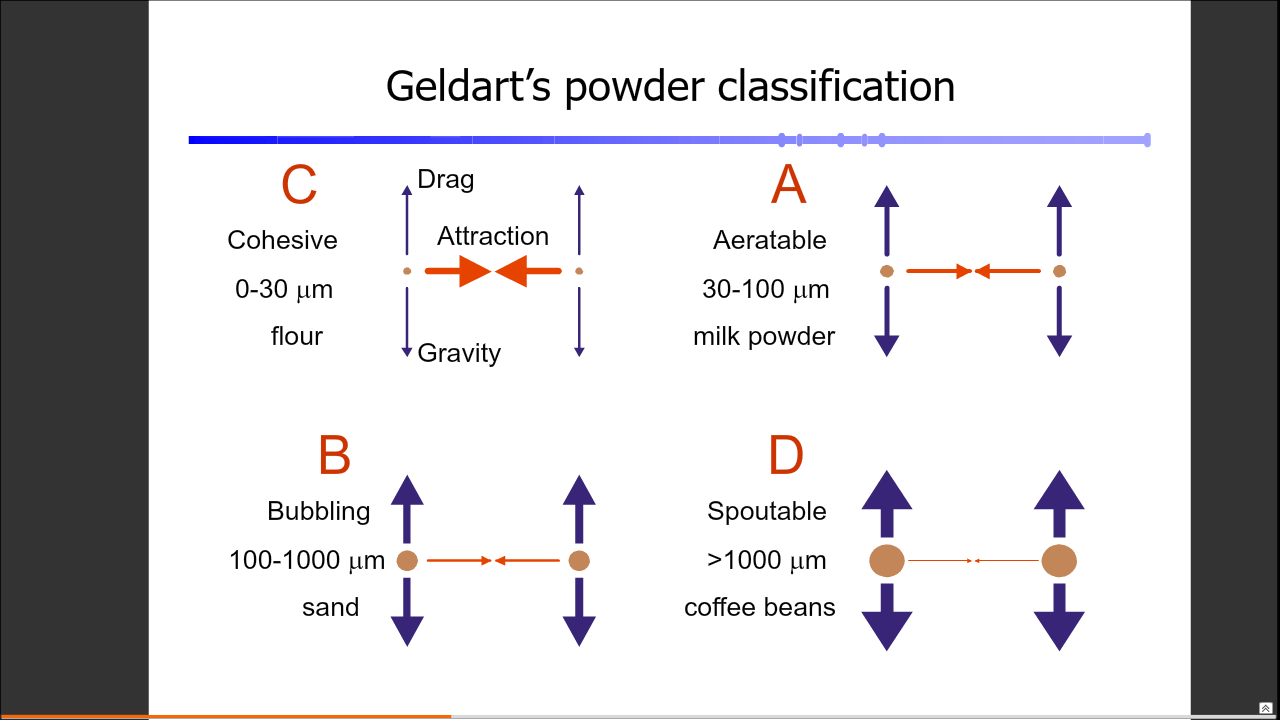 Geldart’s powder classification
C
Cohesive
0-30 μm
flour
Drag
Attraction
Gravity
A
Aeratable
30-100 μm
milk powder
B
Bubbling
100-1000 μm
sand
D
Spoutable
>1000 μm
coffee beans